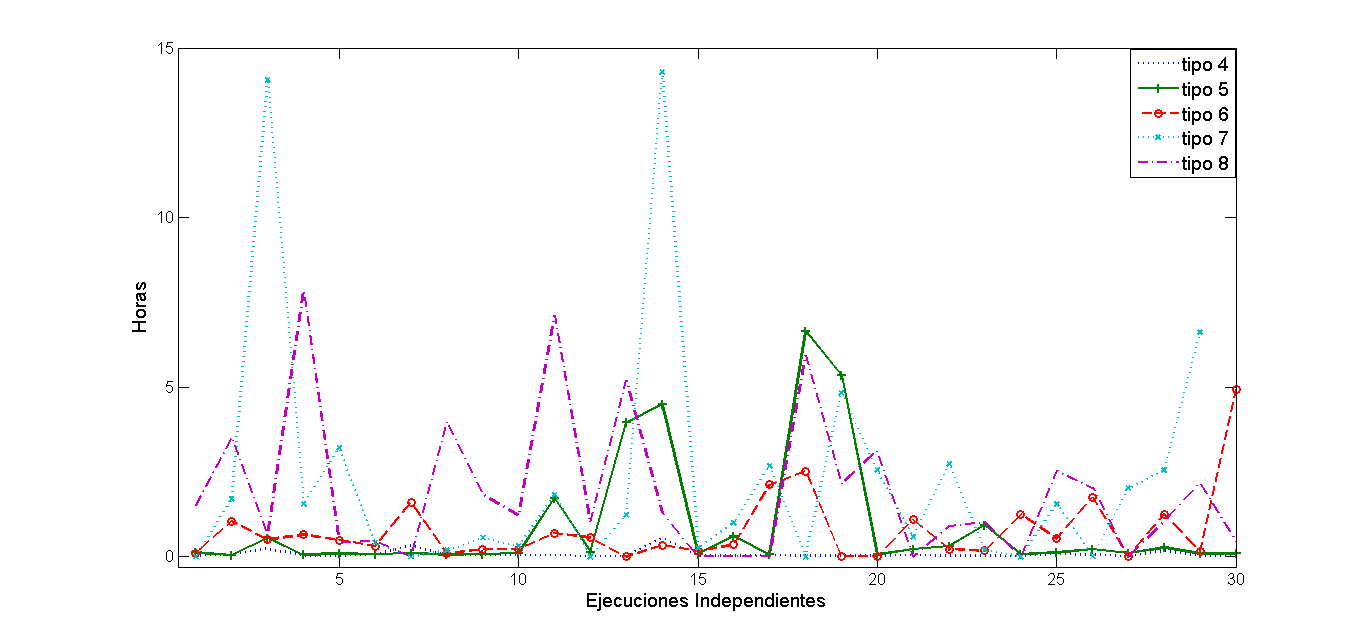 15
10
5
0
Horas
5
10
15
20
25
30
Ejecuciones Independientes
tipo 4
tipo 5
tipo 6
tipo 7
tipo 8